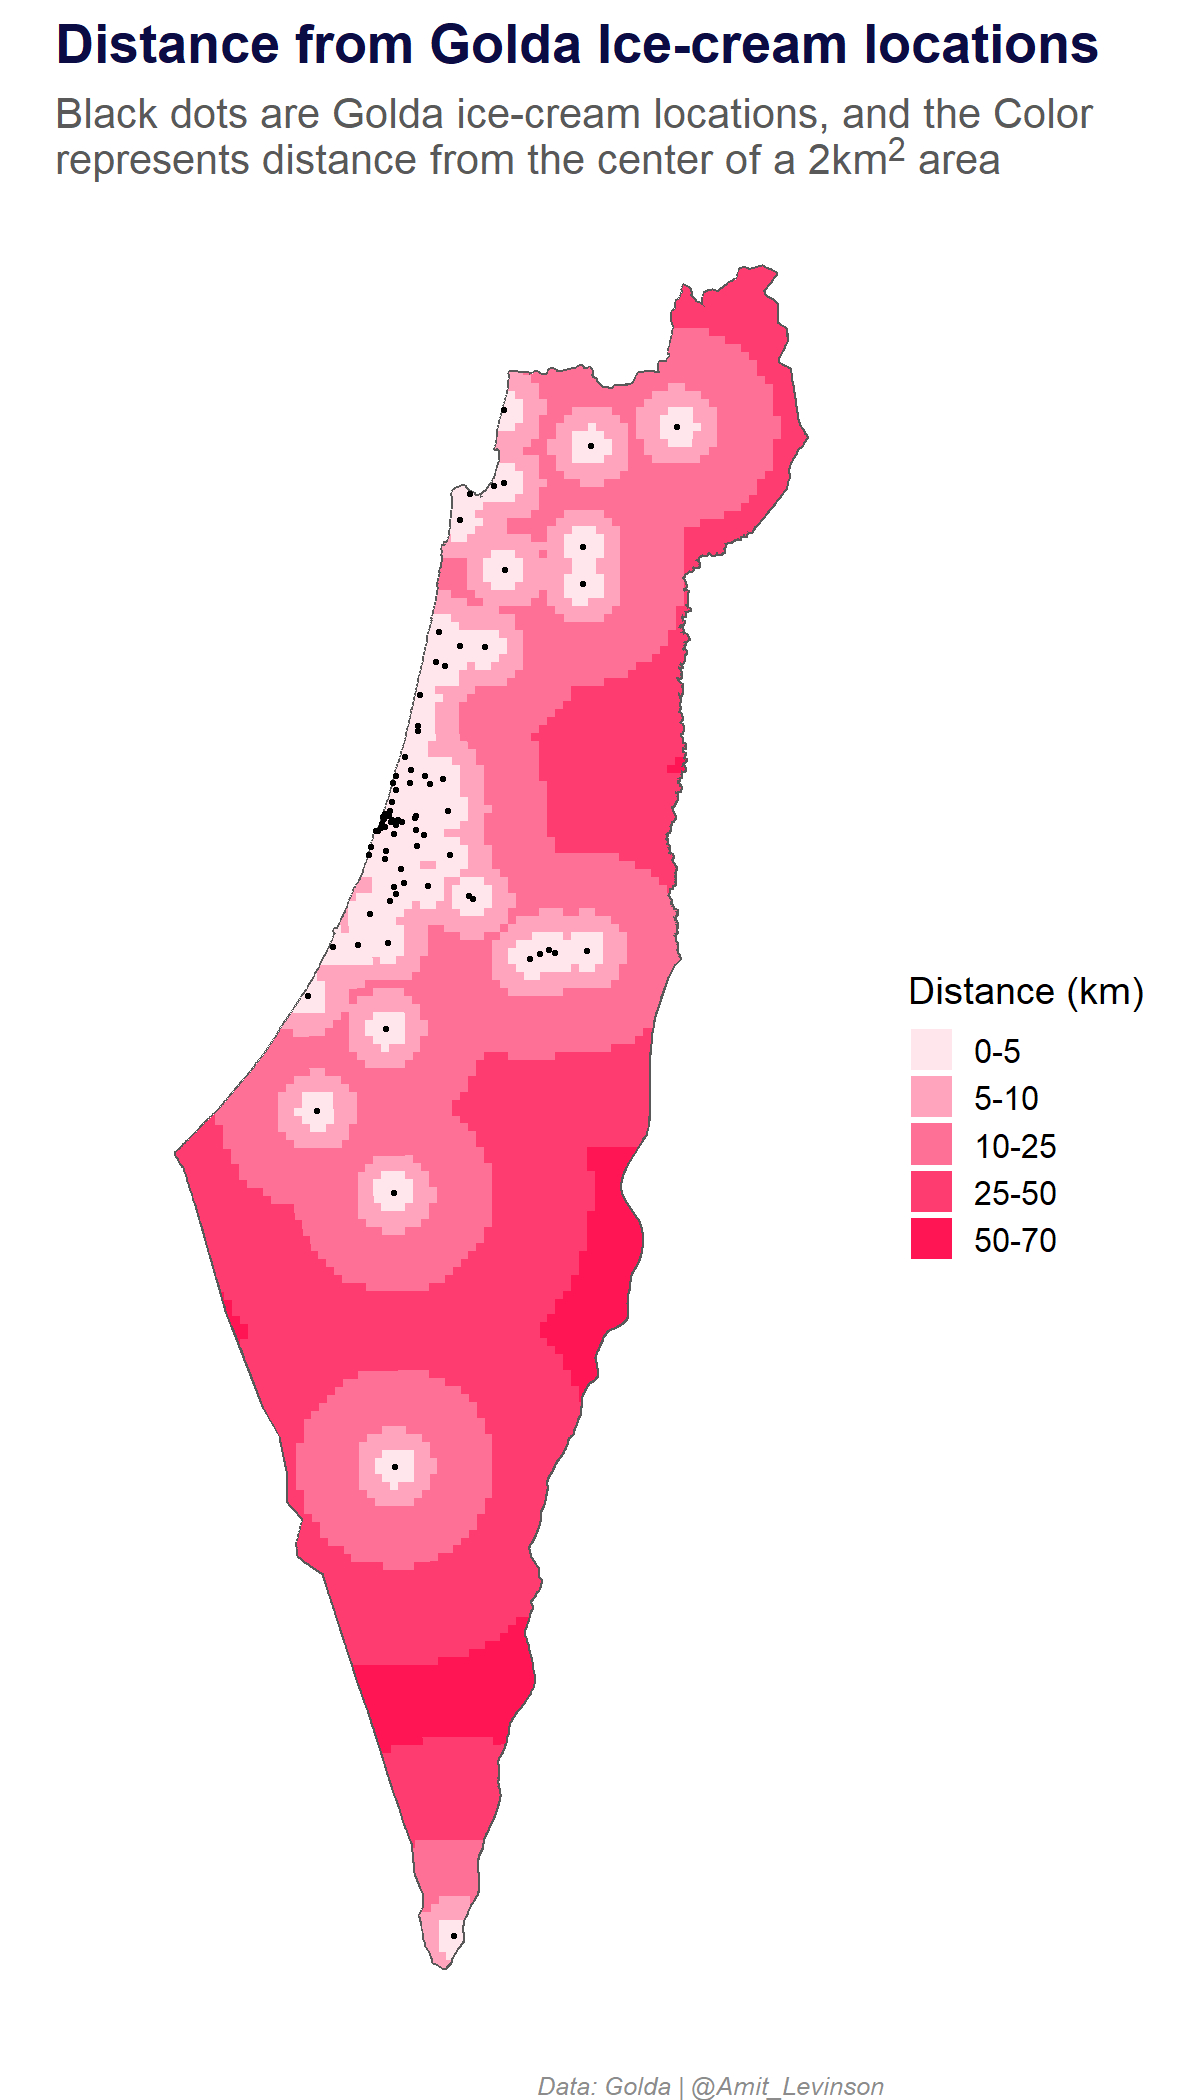 Distance from Golda Ice-cream locations
Black dots are Golda ice-cream locations, and the Color
represents distance from the center of a 2km² area
Distance (km)
0-5
5-10
10-25
25-50
50-70
Data: Golda | @Amit_Levinson